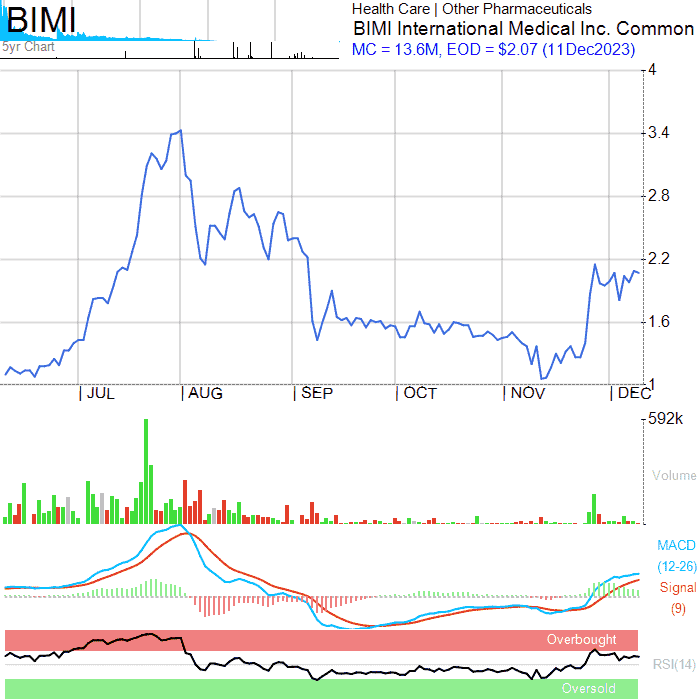 BIMI
5yr Chart
Health Care | Other Pharmaceuticals
BIMI International Medical Inc. Common
MC = 13.6M, EOD = $2.07 (11Dec2023)
4
3.4
2.8
2.2
1.6
1
| JUL | AUG | SEP | OCT | NOV | DEC
592k
Volume
MACD
(12-26)
Signal
(9)
Overbought
RSI(14)
Oversold